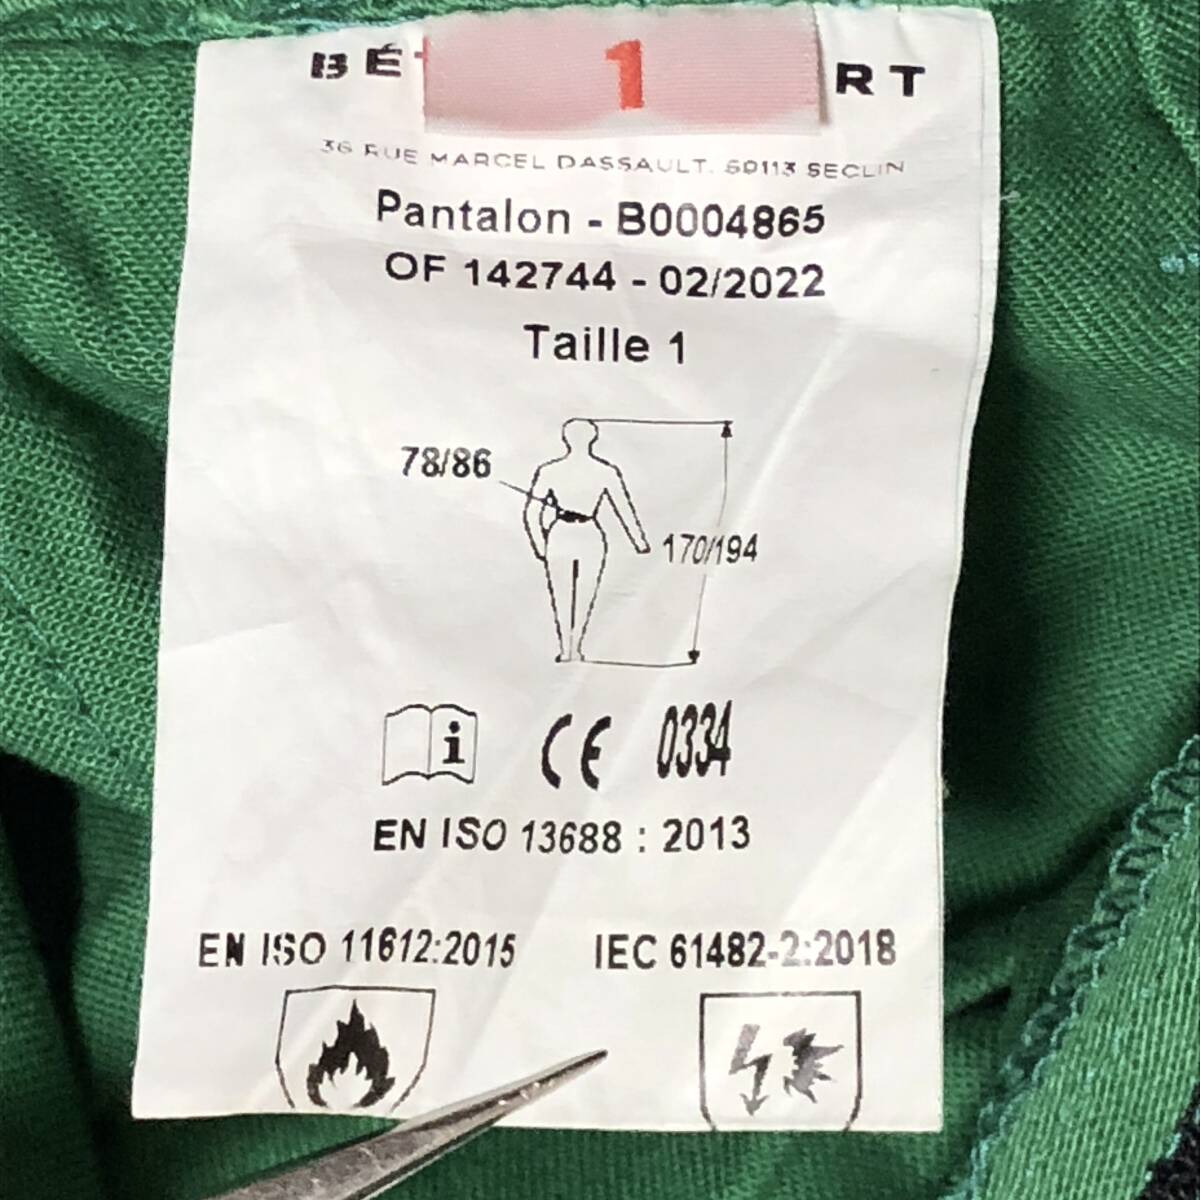 1
RT
36 RUE MARCEL DASSAULT. 59113 SECLIN
Pantalon - B0004865
OF 142744 - 02/2022
Taille 1
78/86
170/194
i
CE 0334
EN ISO 13688 : 2013
EN ISO 11612:2015
IEC 61482-2:2018